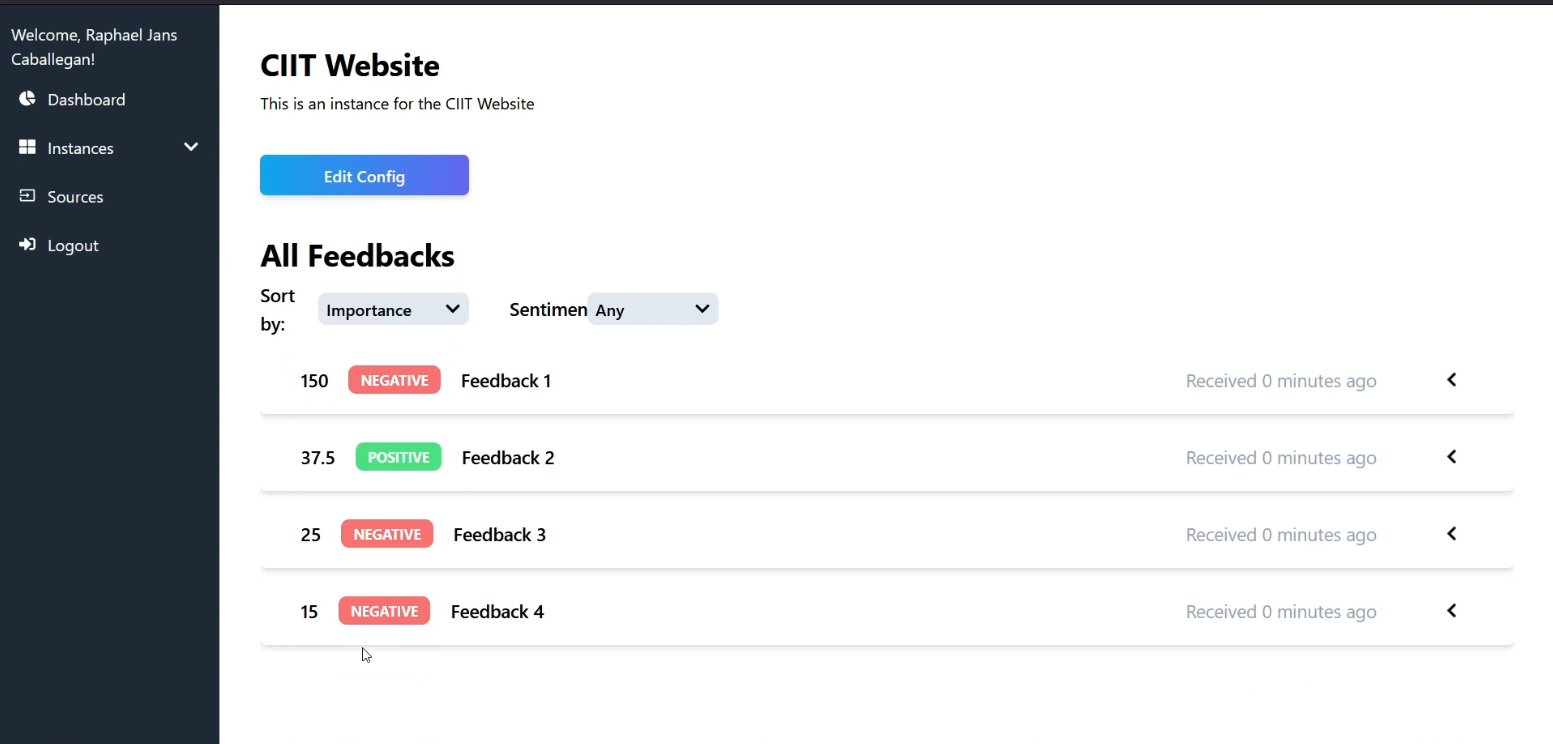 Welcome, Raphael Jans
Caballegan!
Dashboard
Instances
Sources
Logout
CIIT Website
This is an instance for the CIIT Website
Edit Config
All Feedbacks
Sort
by:
Importance
Sentimen
Any
150 NEGATIVE Feedback 1 Received 0 minutes ago
37.5 POSITIVE Feedback 2 Received 0 minutes ago
25 NEGATIVE Feedback 3 Received 0 minutes ago
15 NEGATIVE Feedback 4 Received 0 minutes ago